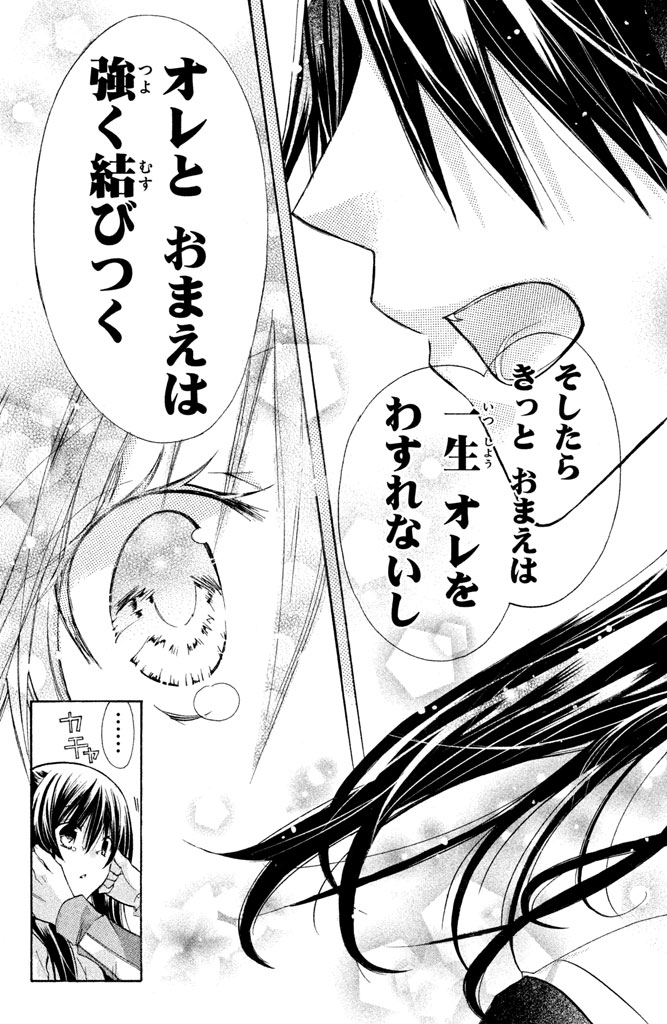 そしたら
きっと おまえは
一生 オレを
わすれないし
オレと おまえは
強く結びつく
‥‥
カチャ